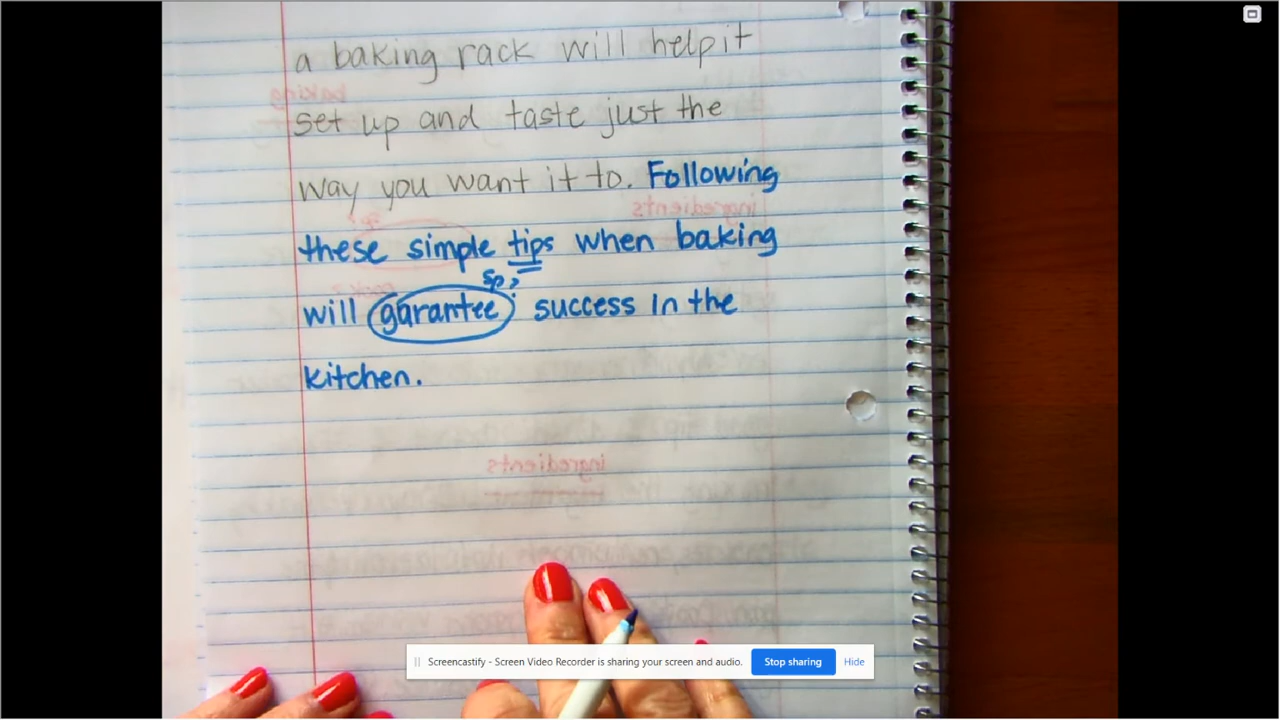 a baking rack will help it
set up and taste just the
way you want it to. Following
these simple tips when baking
sp?
will garantee success in the
kitchen.
Screencastify - Screen Video Recorder is sharing your screen and audio.
Stop sharing
Hide
baking
ingredients
ingredients